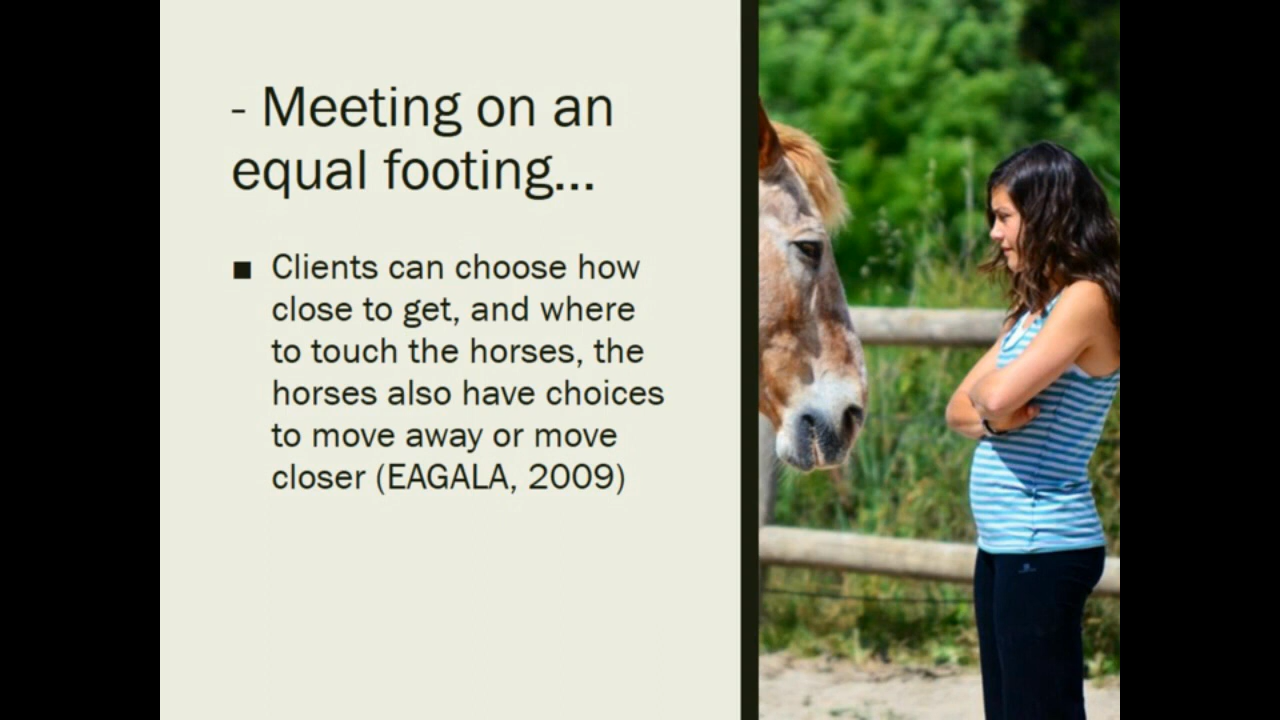 - Meeting on an
equal footing...
■ Clients can choose how
close to get, and where
to touch the horses, the
horses also have choices
to move away or move
closer (EAGALA, 2009)